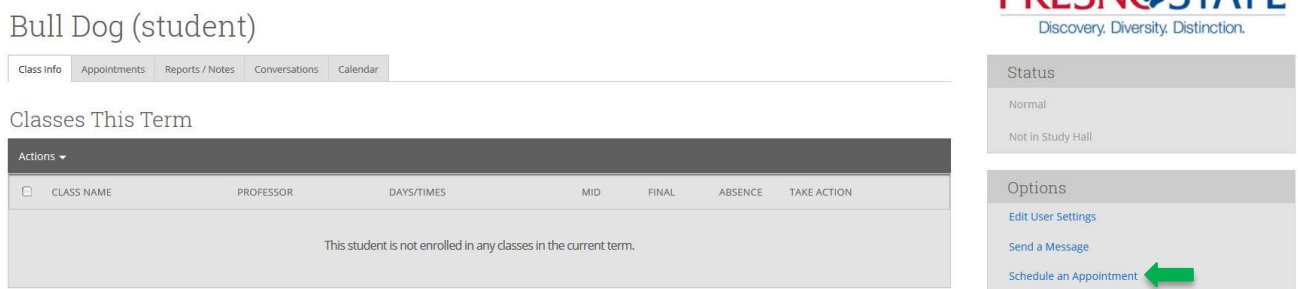 Bull Dog (student)
Class Info Appointments Reports / Notes Conversations Calendar
Classes This Term
Actions
CLASS NAME PROFESSOR DAYS/TIMES MID FINAL ABSENCE TAKE ACTION
This student is not enrolled in any classes in the current term.
FRESNO STATE
Discovery. Diversity. Distinction.
Status
Normal
Not in Study Hall
Options
Edit User Settings
Send a Message
Schedule an Appointment